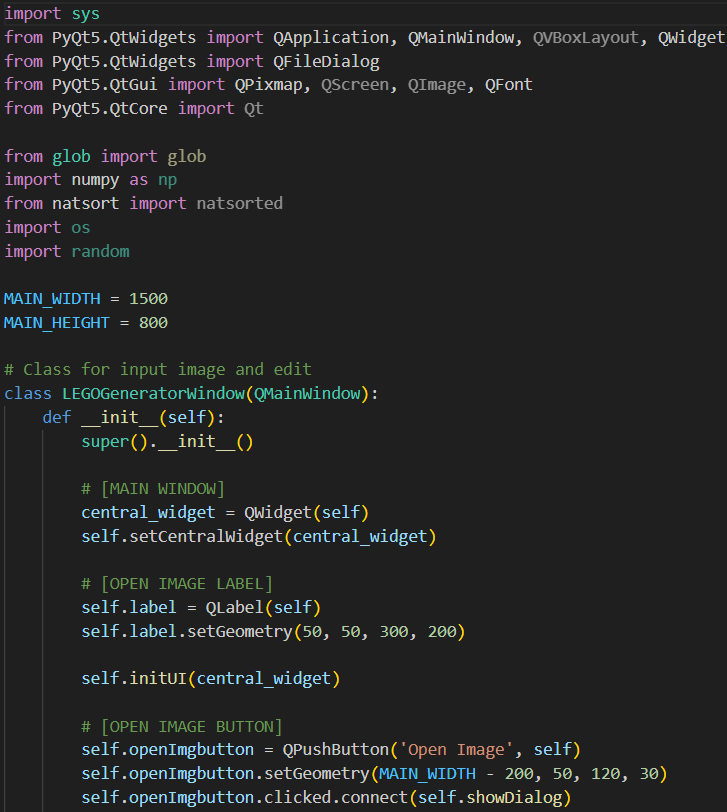 import sys
from PyQt5.QtWidgets import QApplication, QMainWindow, QVBoxLayout, QWidget
from PyQt5.QtWidgets import QFileDialog
from PyQt5.QtGui import QPixmap, QScreen, QImage, QFont
from PyQt5.QtCore import Qt

from glob import glob
import numpy as np
from natsort import natsorted
import os
import random

MAIN_WIDTH = 1500
MAIN_HEIGHT = 800

# Class for input image and edit
class LEGOGeneratorWindow(QMainWindow):
    def __init__(self):
        super().__init__()

        # [MAIN WINDOW]
        central_widget = QWidget(self)
        self.setCentralWidget(central_widget)

        # [OPEN IMAGE LABEL]
        self.label = QLabel(self)
        self.label.setGeometry(50, 50, 300, 200)

        self.initUI(central_widget)

        # [OPEN IMAGE BUTTON]
        self.openImgbutton = QPushButton('Open Image', self)
        self.openImgbutton.setGeometry(MAIN_WIDTH - 200, 50, 120, 30)
        self.openImgbutton.clicked.connect(self.showDialog)